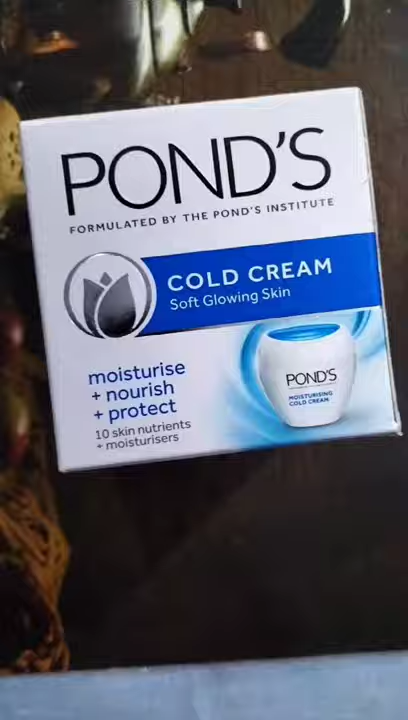 POND'S
FORMULATED BY THE POND'S INSTITUTE
COLD CREAM
Soft Glowing Skin
moisturise
+ nourish
+ protect
10 skin nutrients
+ moisturisers
POND'S
MOISTURISING
COLD CREAM